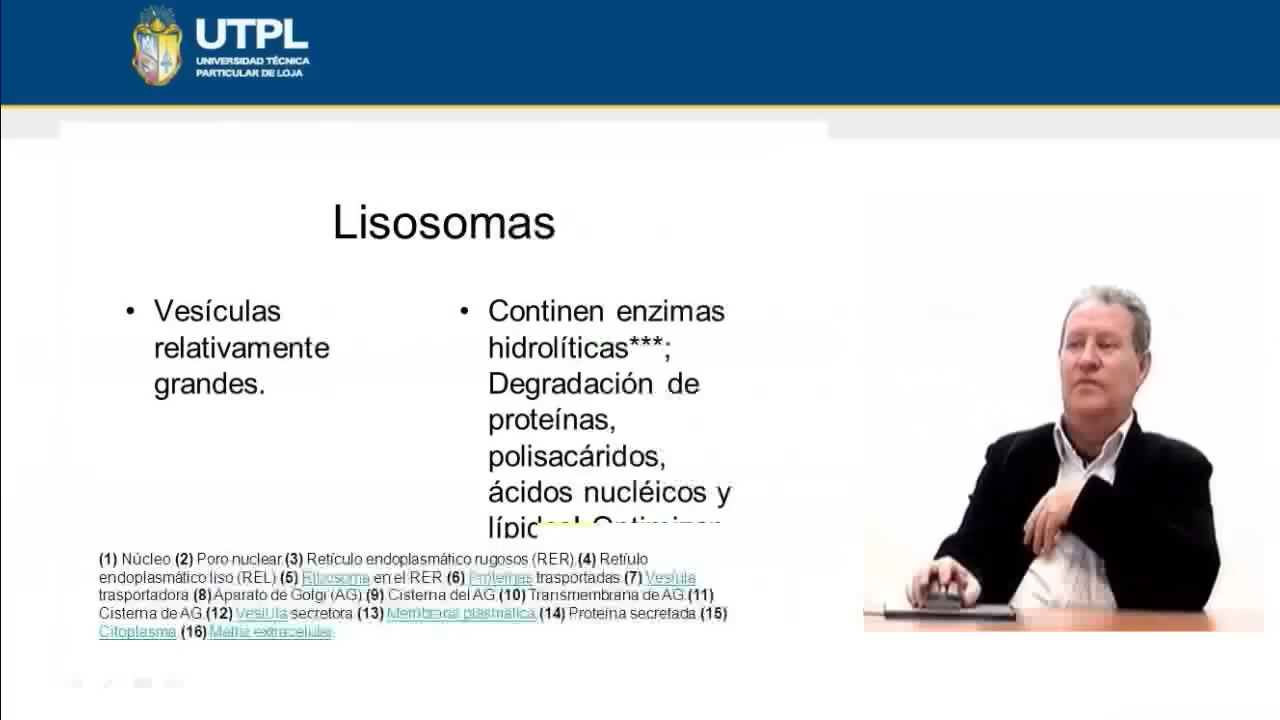 UTPL
UNIVERSIDAD TÉCNICA
PARTICULAR DE LOJA
Lisosomas
• Vesículas
relativamente
grandes.
• Continen enzimas
hidrolíticas***;
Degradación de
proteínas,
polisacáridos,
ácidos nucléicos y
(1) Núcleo (2) Poro nuclear (3) Retículo endoplasmático rugosos (RER) (4) Retíulo
endoplasmático liso (REL) (5) Ribosoma en el RER (6) Proteínas trasportadas (7) Vesíula
trasportadora (8) Aparato de Golgi (AG) (9) Cisterna del AG (10) Transmembrana de AG (11)
Cisterna de AG (12) Vesíula secretora (13) Membrana plasmática (14) Proteína secretada (15)
Citoplasma (16) Matriz extracelular